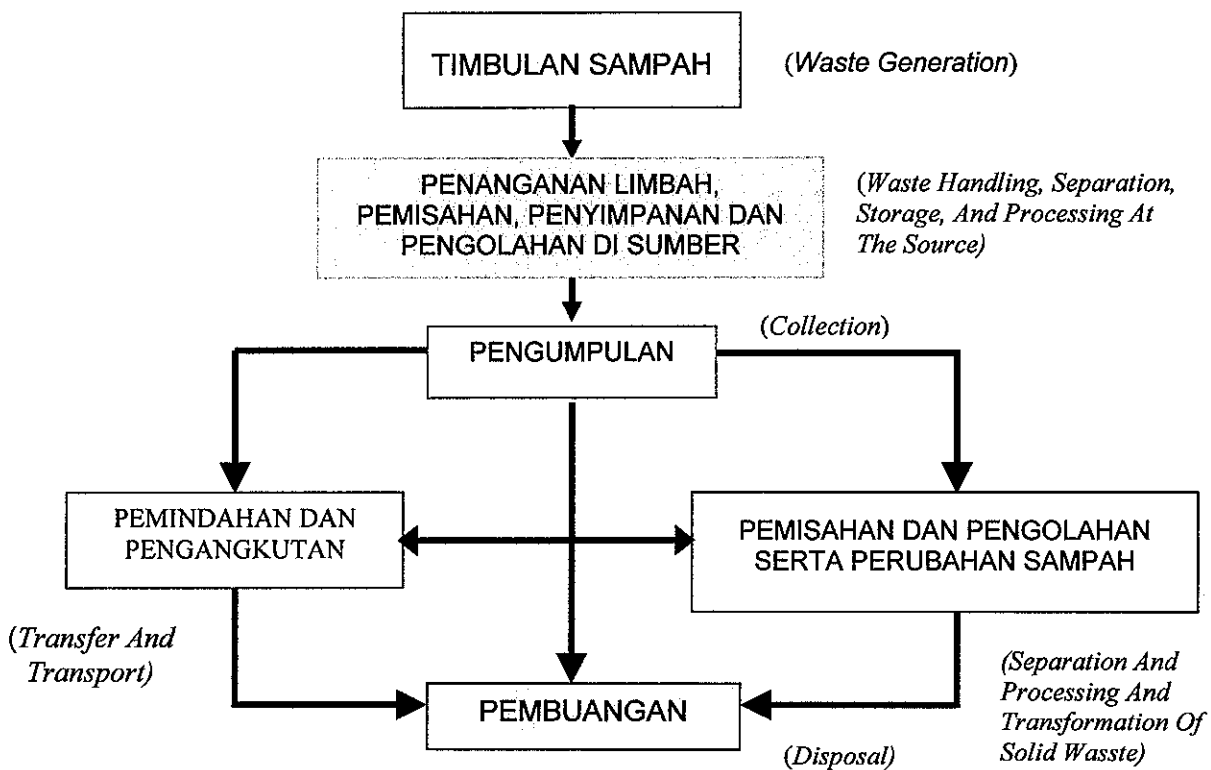 TIMBULAN SAMPAH
(Waste Generation)
PENANGANAN LIMBAH,
PEMISAHAN, PENYIMPANAN DAN
PENGOLAHAN DI SUMBER
(Waste Handling, Separation,
Storage, And Processing At
The Source)
PENGUMPULAN
(Collection)
PEMINDAHAN DAN
PENGANGKUTAN
PEMISAHAN DAN PENGOLAHAN
SERTA PERUBAHAN SAMPAH
(Transfer And
Transport)
(Separation And
Processing And
Transformation Of
Solid Wasste)
PEMBUANGAN
(Disposal)